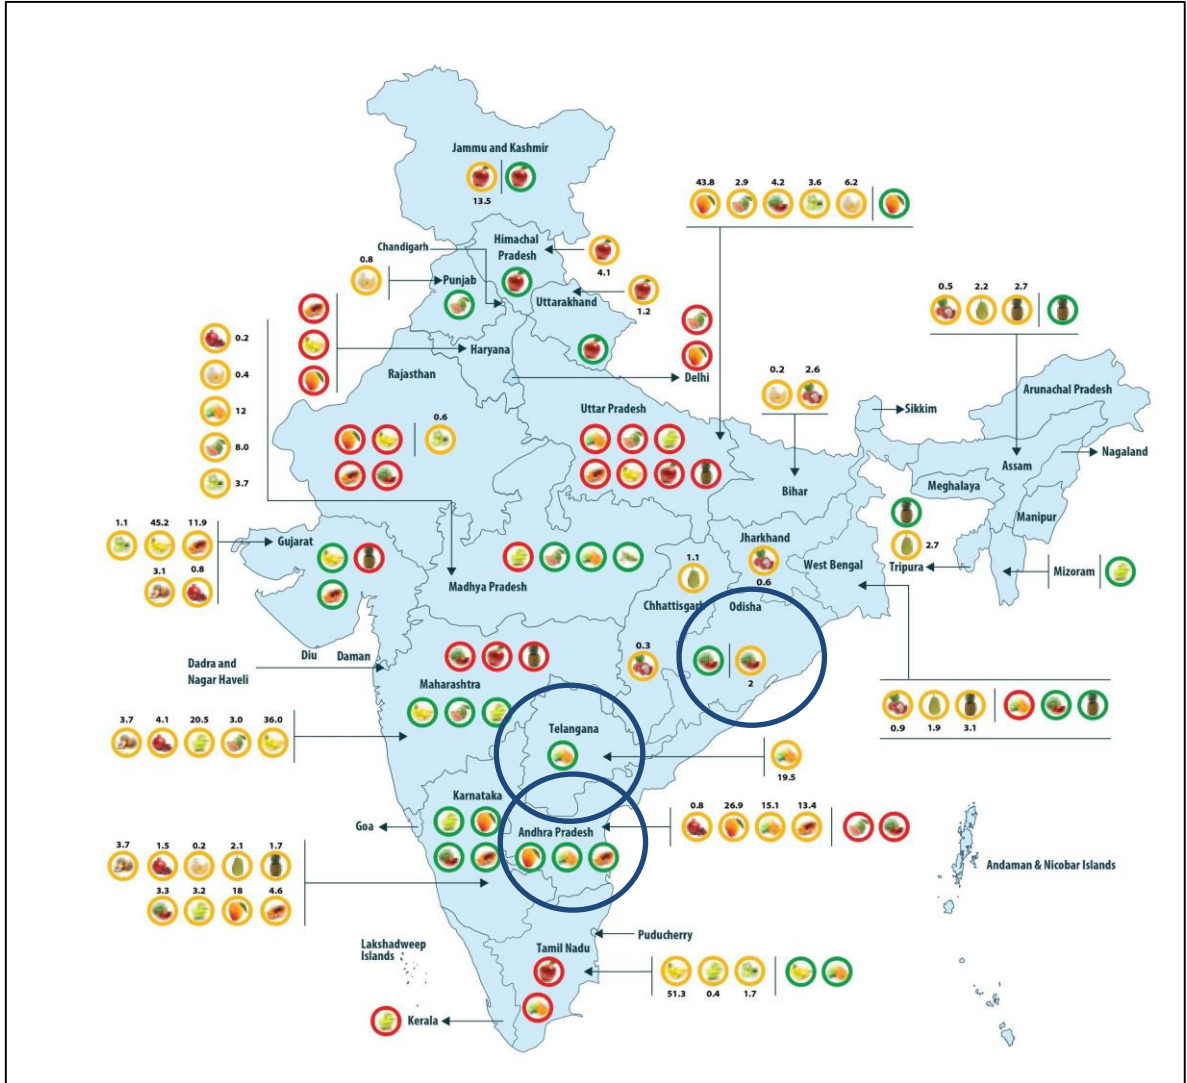 Jammu and Kashmir
13.5
43.8 2.9 4.2 3.6 6.2
Chandigarh
Himachal
Pradesh
4.1
0.8
Punjab
Uttarakhand
1.2
0.5 2.2 2.7
0.2
0.4
12
8.0
3.7
Haryana
Rajasthan
Delhi
0.2 2.6
Arunachal Pradesh
Sikkim
0.6
Uttar Pradesh
Nagaland
Assam
Bihar
Meghalaya
Manipur
1.1 45.2 11.9
Gujarat
3.1 0.8
Jharkhand
0.6
West Bengal
2.7
Tripura
Mizoram
Madhya Pradesh
1.1
Chhattisgarh
Odisha
0.3
2
Diu Daman
Dadra and
Nagar Haveli
Maharashtra
0.9 1.9 3.1
3.7 4.1 20.5 3.0 36.0
Telangana
19.5
Karnataka
Goa
Andhra Pradesh
0.8 26.9 15.1 13.4
3.7 1.5 0.2 2.1 1.7
3.3 3.2 18 4.6
Andaman & Nicobar Islands
Puducherry
Lakshadweep
Islands
Tamil Nadu
51.3 0.4 1.7
Kerala